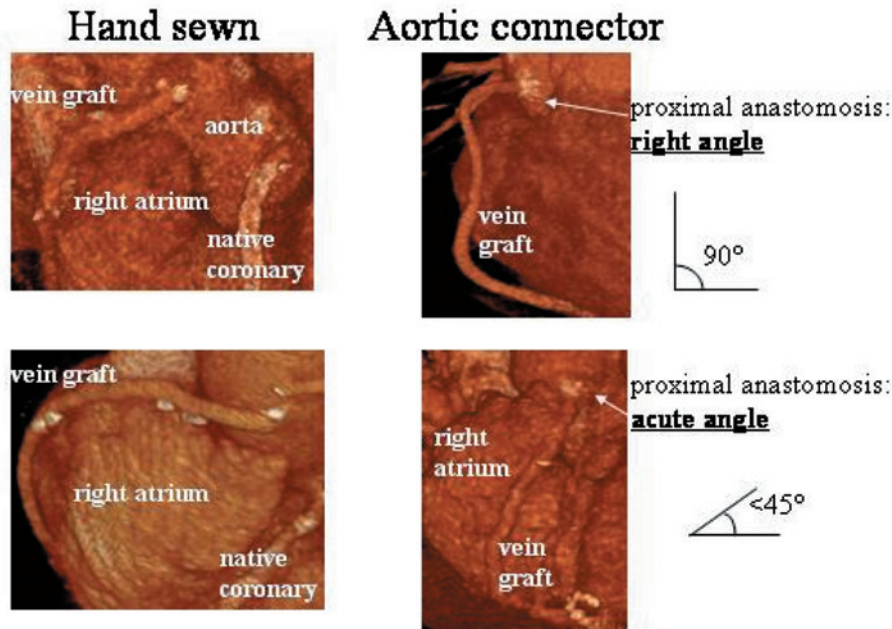 Hand sewn
Aortic connector
vein graft
aorta
right atrium
native
coronary
vein
graft
proximal anastomosis:
right angle
90°
vein graft
right atrium
native
coronary
right
atrium
vein
graft
proximal anastomosis:
acute angle
<45°